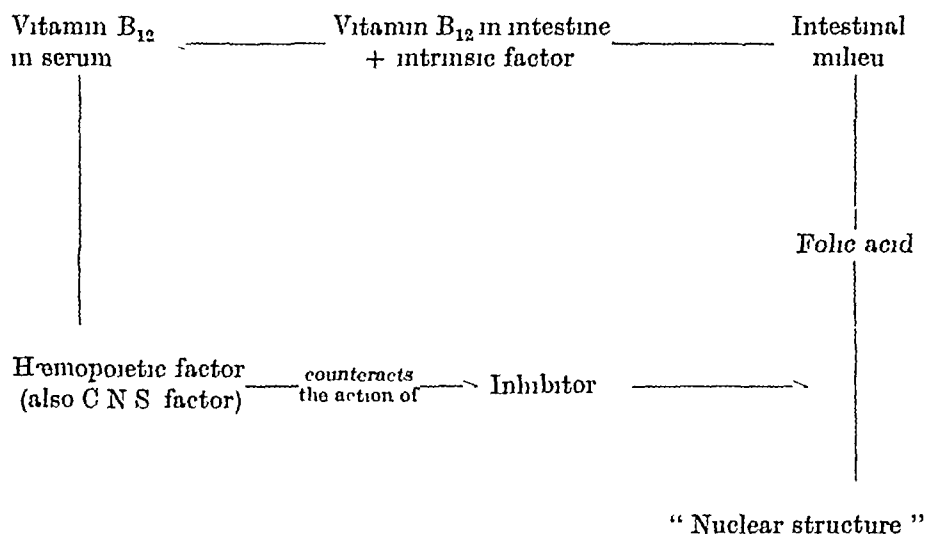 Vitamin B₁₂
in serum
Vitamin B₁₂ in intestine
+ intrinsic factor
Intestinal
milieu
Folic acid
Hæmopoietic factor
(also C N S factor)
counteracts
the action of
Inhibitor
“ Nuclear structure ”